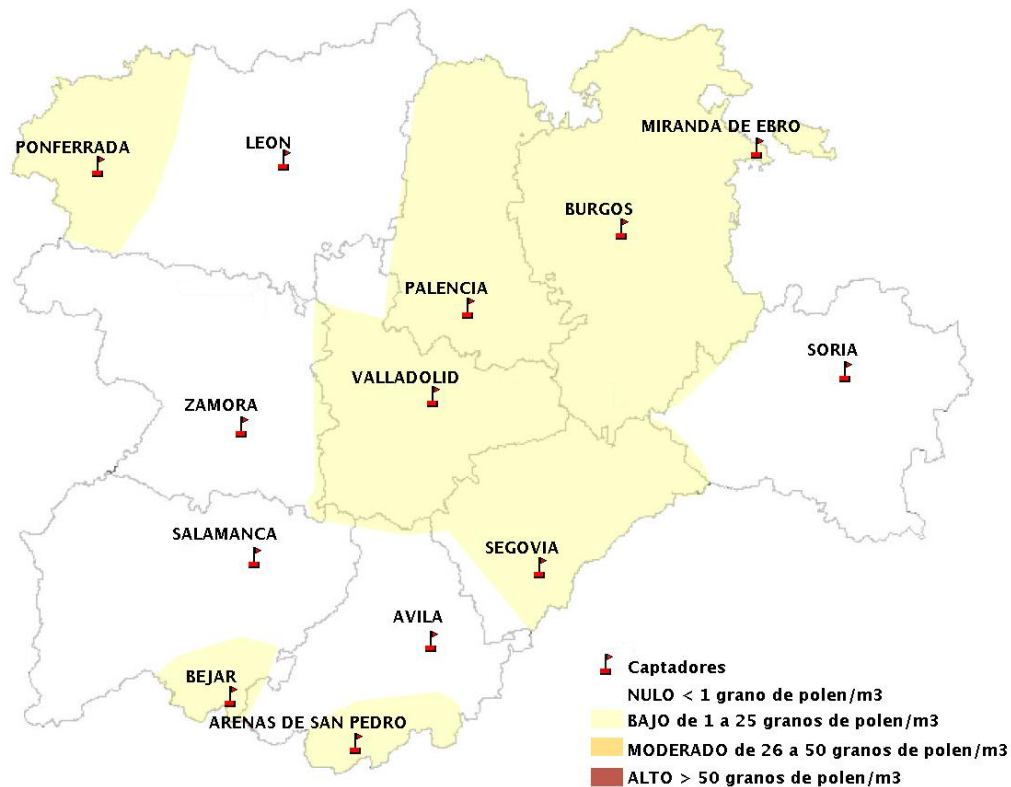 MIRANDA DE EBRO
PONFERRADA
LEON
BURGOS
PALENCIA
SORIA
VALLADOLID
ZAMORA
SALAMANCA
SEGOVIA
AVILA
BEJAR
ARENAS DE SAN PEDRO
Captadores
NULO < 1 grano de polen/m3
BAJO de 1 a 25 granos de polen/m3
MODERADO de 26 a 50 granos de polen/m3
ALTO > 50 granos de polen/m3